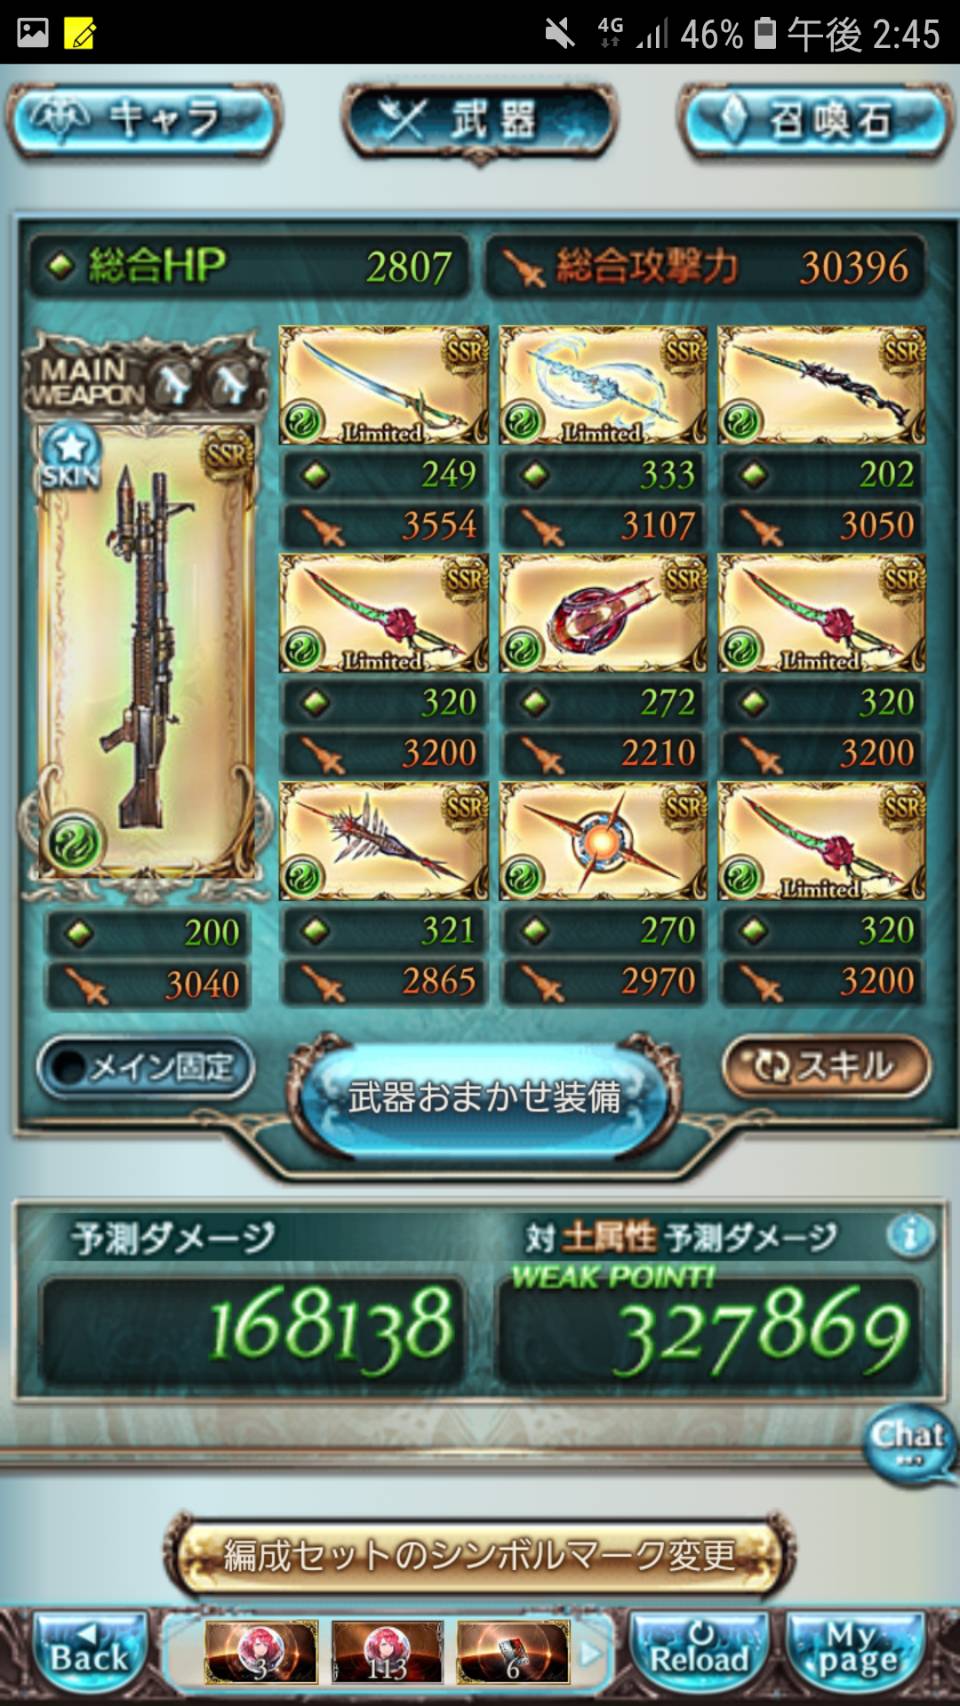 4G 46% 午後 2:45
キャラ 武器 召喚石
総合HP 2807 総合攻撃力 30396
MAIN WEAPON
SKIN SSR
SSR SSR SSR
Limited Limited
249 333 202
3554 3107 3050
SSR SSR SSR
Limited Limited
320 272 320
3200 2210 3200
SSR SSR SSR
Limited
200 321 270 320
3040 2865 2970 3200
メイン固定 武器おまかせ装備 スキル
予測ダメージ 対 土属性 予測ダメージ i
WEAK POINT!
168138 327869
Chat
編成セットのシンボルマーク変更
Back 3 113 6 Reload My page